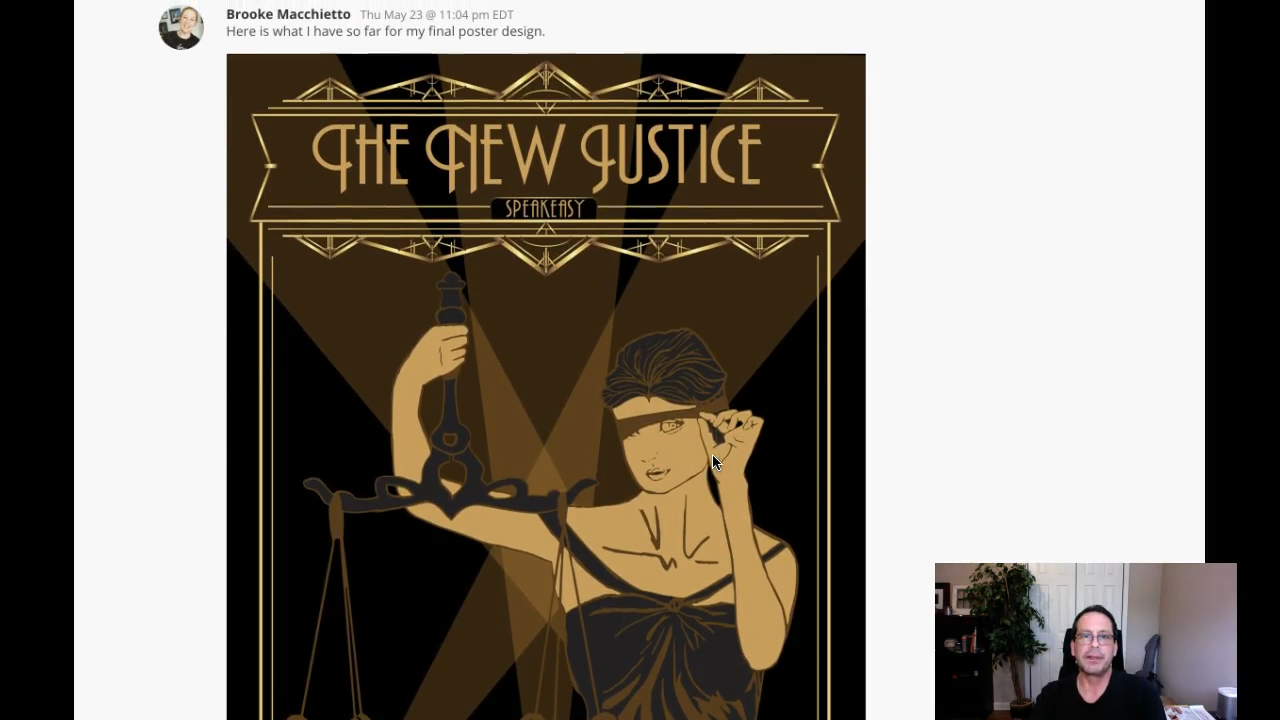 Brooke Macchietto Thu May 23 @ 11:04 pm EDT
Here is what I have so far for my final poster design.
THE NEW JUSTICE
SPEAKEASY